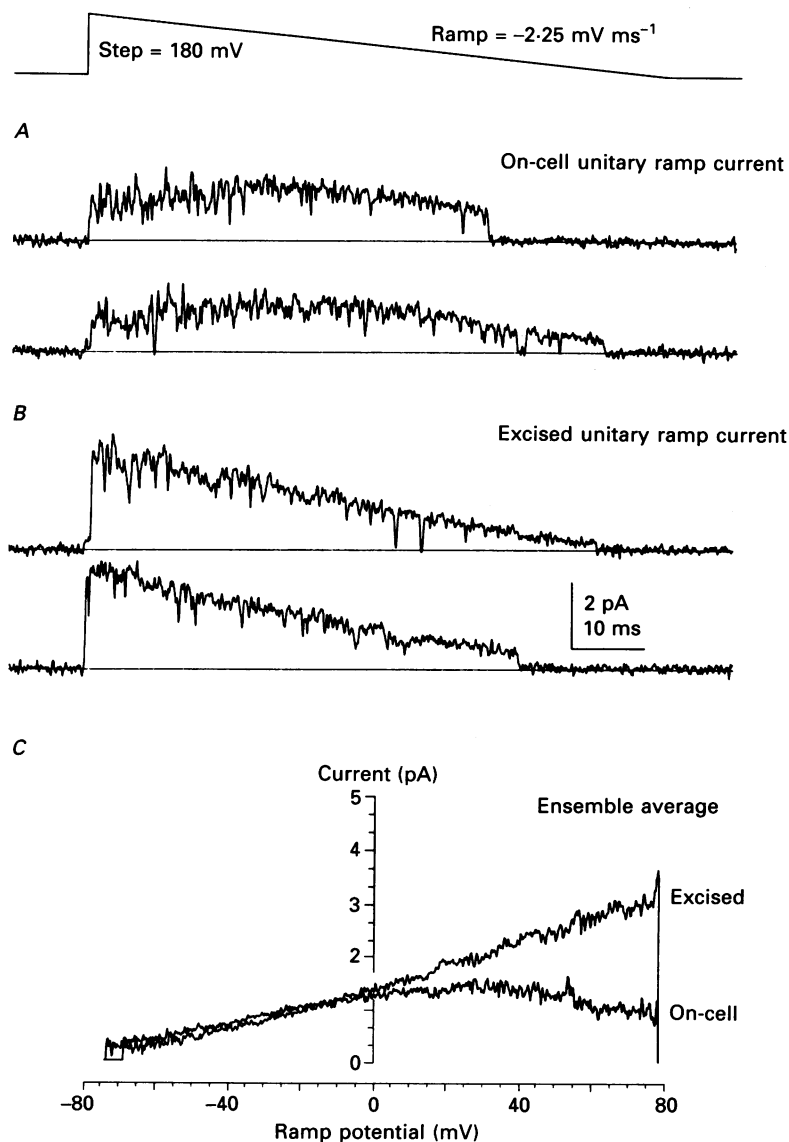 Step = 180 mV
Ramp = –2·25 mV ms⁻¹
A
On-cell unitary ramp current
B
Excised unitary ramp current
2 pA
10 ms
C
Current (pA)
Ensemble average
5
4
3
2
1
0
Excised
On-cell
–80 –40 0 40 80
Ramp potential (mV)